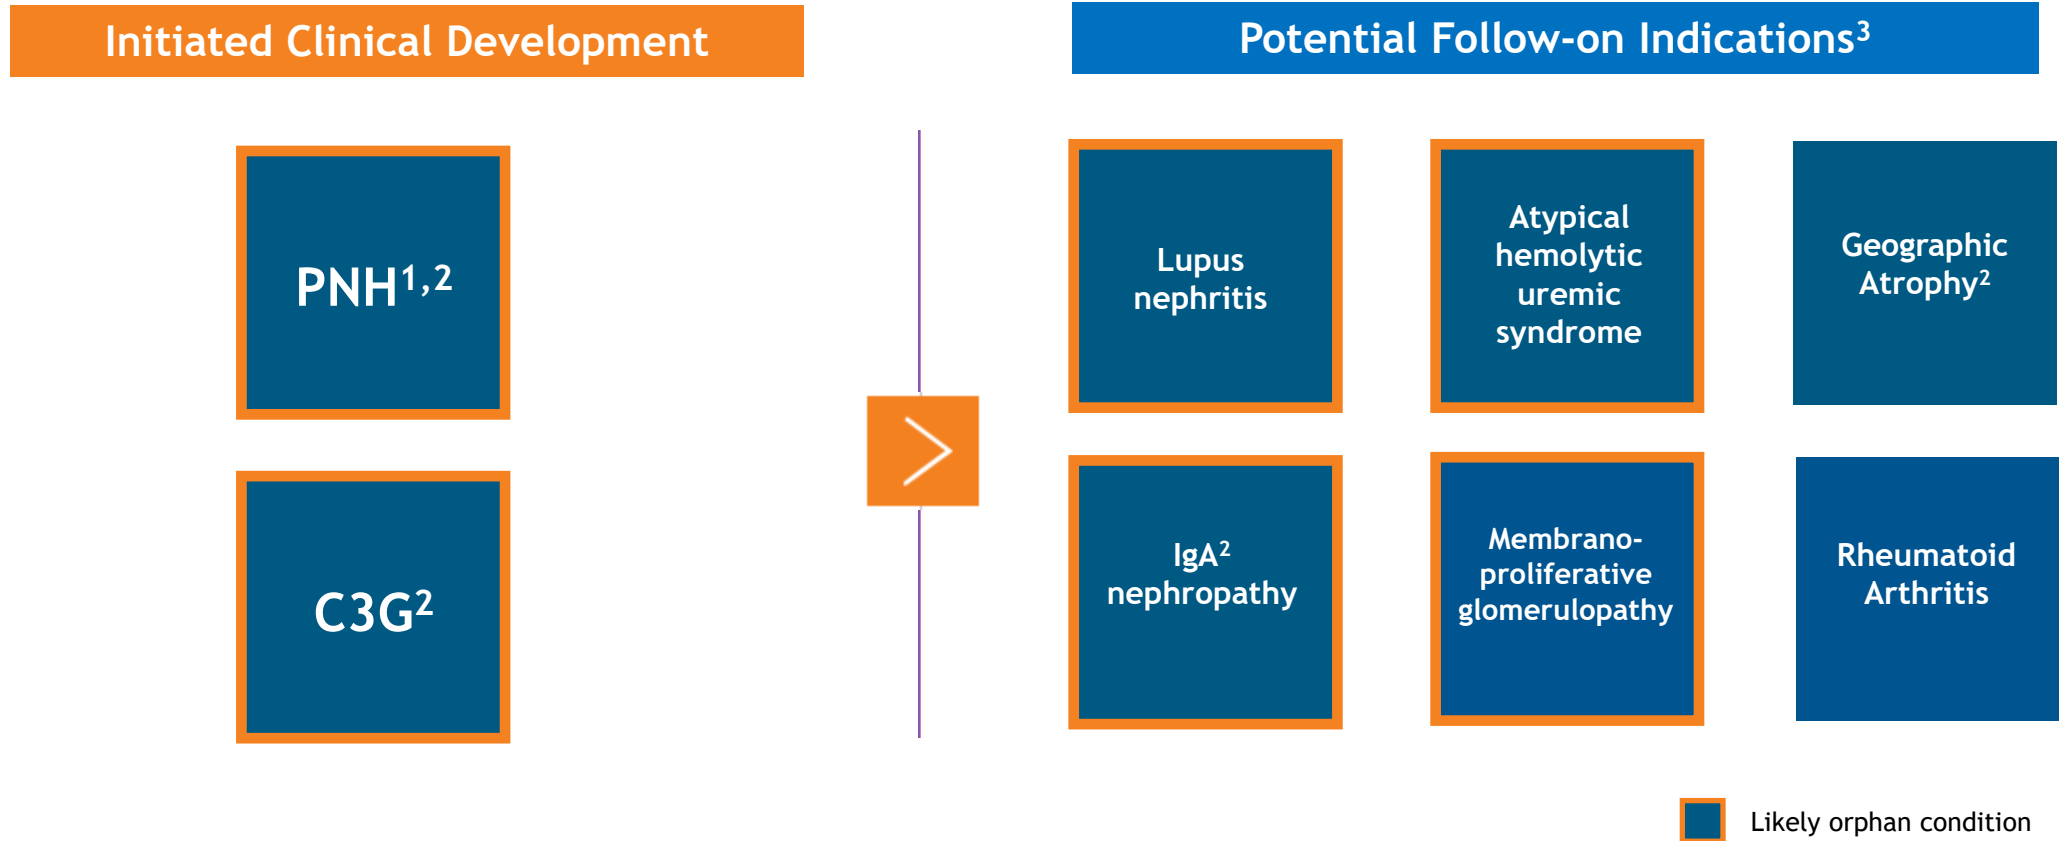 Initiated Clinical Development
Potential Follow-on Indications³
PNH¹,²
C3G²
Lupus
nephritis
Atypical
hemolytic
uremic
syndrome
Geographic
Atrophy²
IgA²
nephropathy
Membrano-
proliferative
glomerulopathy
Rheumatoid
Arthritis
Likely orphan condition